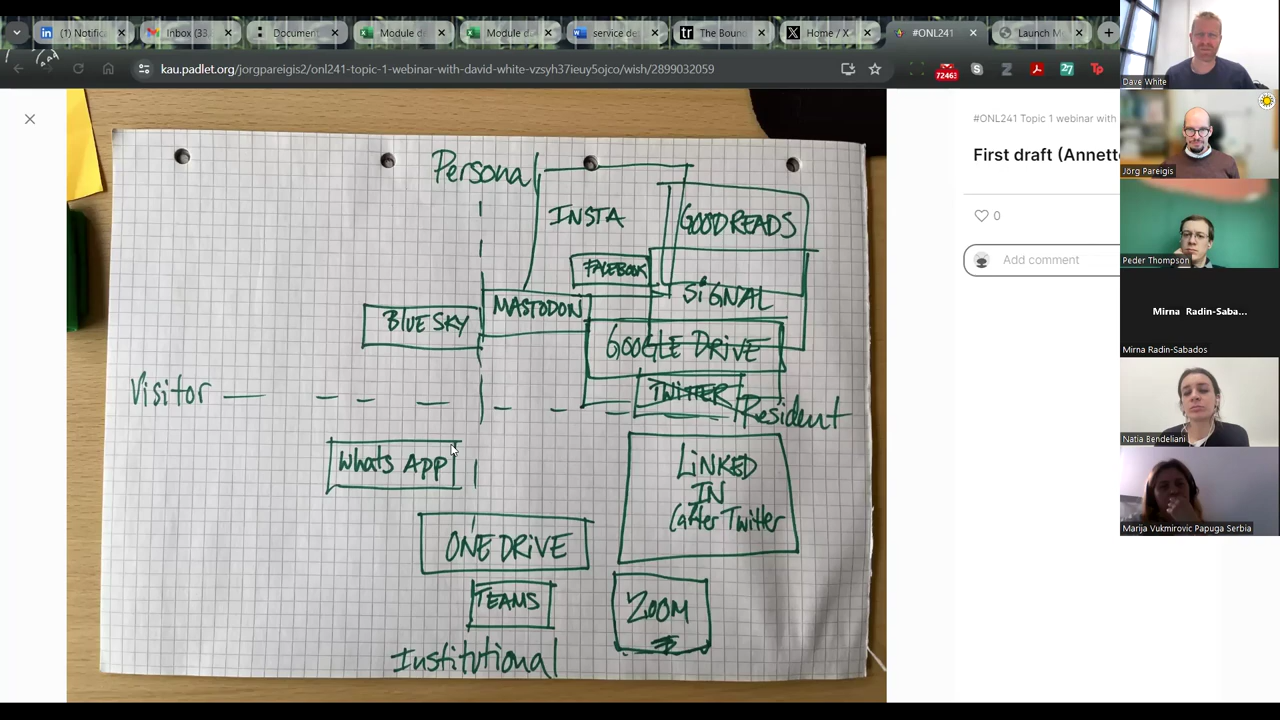 (1) Notifica
Inbox (33
Document
Module d
Module d
service de
The Boun
Home / X
#ONL241
Launch M
kau.padlet.org/jorgpareigis2/onl241-topic-1-webinar-with-david-white-vzsyh37ieuy5ojco/wish/2899032059
72463
27
Tp
Dave White
Jörg Pareigis
Peder Thompson
Mirna Radin-Saba...
Mirna Radin-Sabados
Natia Bendeliani
Marija Vukmirovic Papuga Serbia
#ONL241 Topic 1 webinar with
First draft (Annett
0
Add comment
Personal
INSTA
GOODREADS
FACEBOOK
SIGNAL
BLUE SKY
MASTODON
GOOGLE DRIVE
TWITTER
Visitor
Resident
Whats App
LINKED
IN
(after Twitter
ONE DRIVE
TEAMS
ZOOM
Institutional